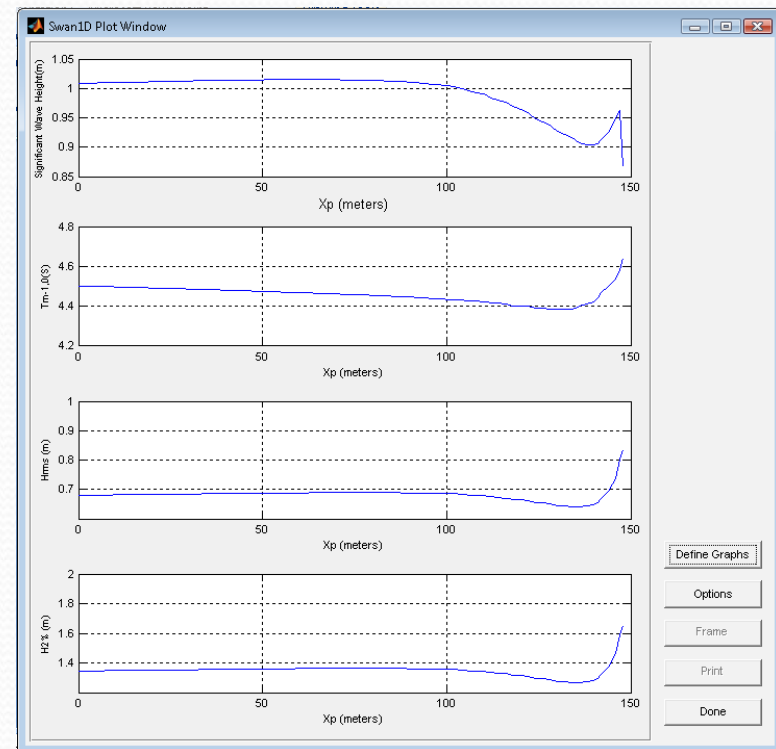 Swan1D Plot Window
Significant Wave Height(m)
1.05
1
0.95
0.9
0.85
0
50
100
150
Xp (meters)
Tm-1,0(S)
4.8
4.6
4.4
4.2
0
50
100
150
Xp (meters)
Hrms (m)
1
0.9
0.8
0.7
0
50
100
150
Xp (meters)
H2% (m)
2
1.8
1.6
1.4
0
50
100
150
Xp (meters)
Define Graphs
Options
Frame
Print
Done